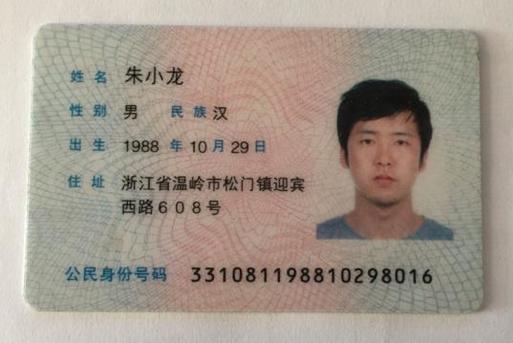 姓名 朱小龙
性别 男 民族 汉
出生 1988 年 10 月 29 日
住址 浙江省温岭市松门镇迎宾
西路608号
公民身份号码 331081198810298016